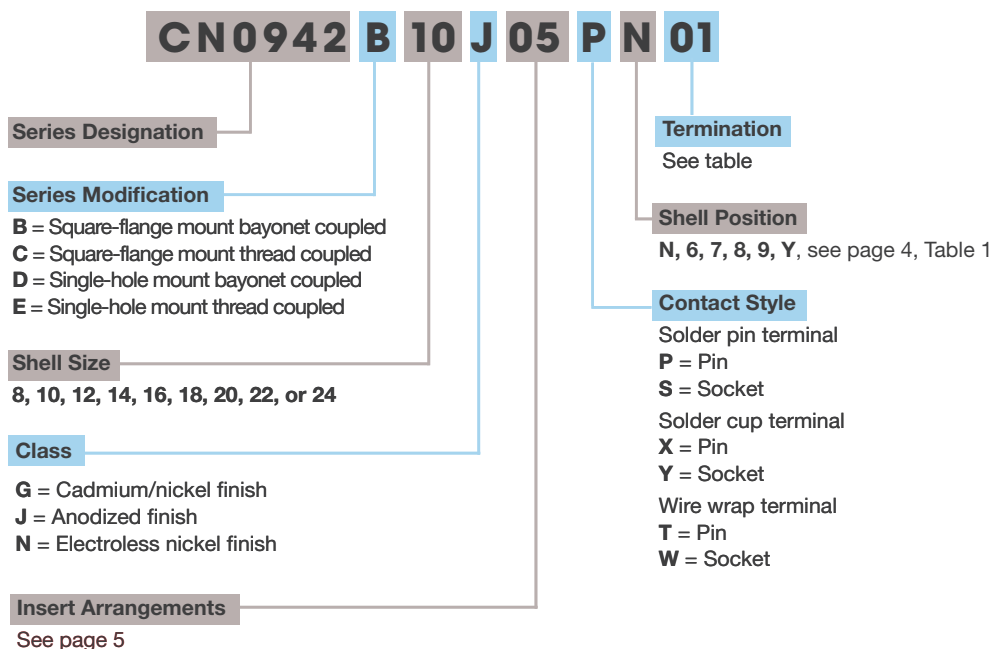 CN0942 B 10 J 05 P N 01
Series Designation
Series Modification
B = Square-flange mount bayonet coupled
C = Square-flange mount thread coupled
D = Single-hole mount bayonet coupled
E = Single-hole mount thread coupled
Shell Size
8, 10, 12, 14, 16, 18, 20, 22, or 24
Class
G = Cadmium/nickel finish
J = Anodized finish
N = Electroless nickel finish
Insert Arrangements
See page 5
Termination
See table
Shell Position
N, 6, 7, 8, 9, Y, see page 4, Table 1
Contact Style
Solder pin terminal
P = Pin
S = Socket
Solder cup terminal
X = Pin
Y = Socket
Wire wrap terminal
T = Pin
W = Socket